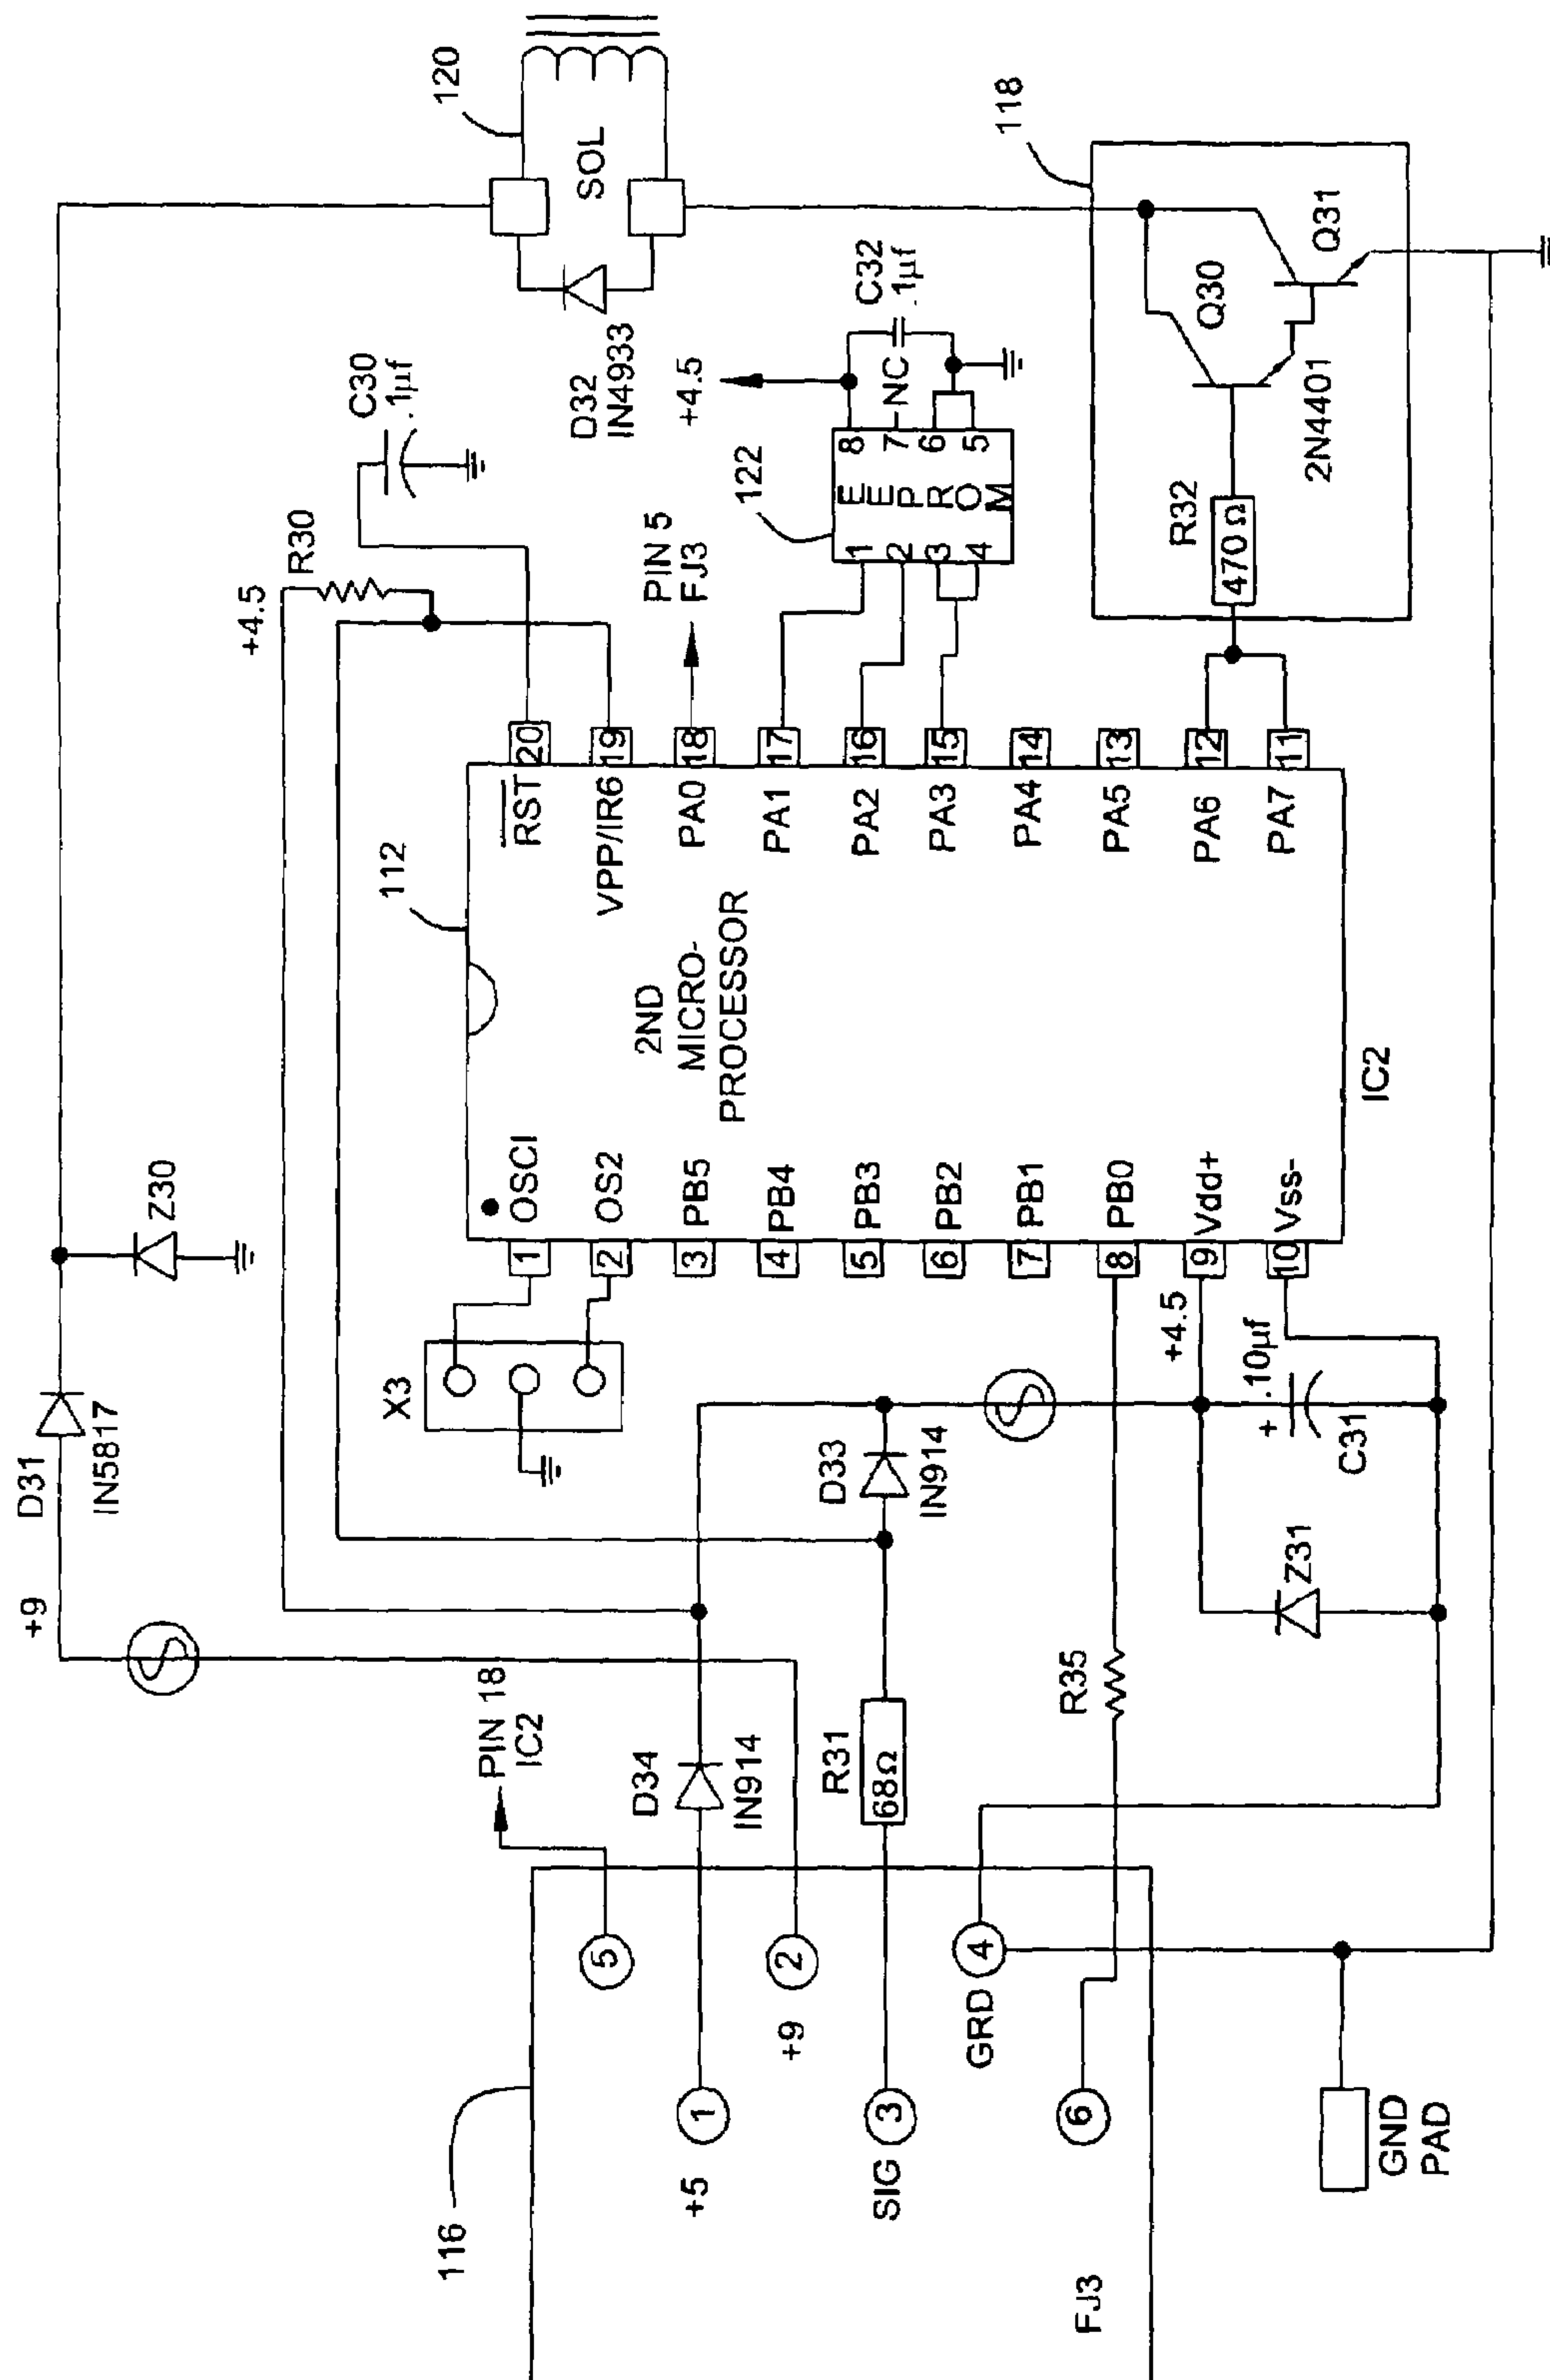 +9
D31
IN5817
Z30
+4.5
R30
C30
.1µf
120
SOL
D32
IN4933
PIN 18
IC2
X3
112
PIN 5
FJ3
+4.5
122
C32
.1µf
116
5
+5
1
D34
IN914
+9
2
SIG
3
R31
68Ω
D33
IN914
GRD
4
6
R35
FJ3
GND
PAD
Z31
+4.5
+ .10µf
C31
1 OSCI
2 OS2
3 PB5
4 PB4
5 PB3
6 PB2
7 PB1
8 PB0
9 Vdd+
10 Vss-
2ND
MICRO-
PROCESSOR
IC2
RST 20
VPP/IR6 19
PA0 18
PA1 17
PA2 16
PA3 15
PA4 14
PA5 13
PA6 12
PA7 11
1 E 8
2 E 7 NC
P
3 R 6
4 O 5
M
118
R32
470 Ω
Q30
2N4401
Q31